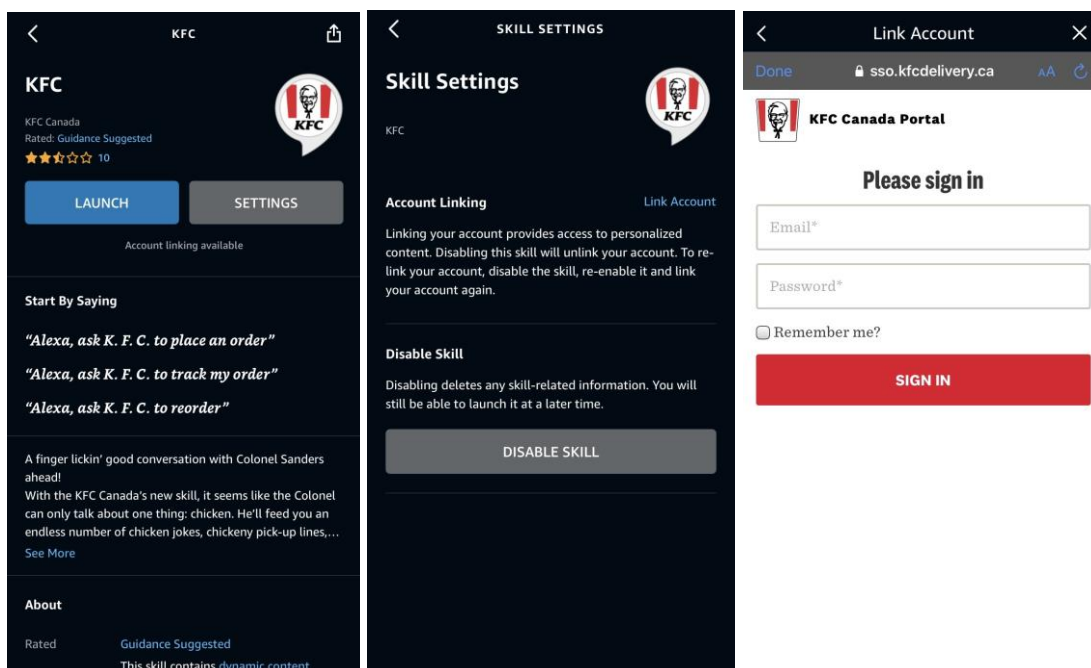 KFC
KFC
KFC Canada
Rated: Guidance Suggested
10
KFC
LAUNCH
SETTINGS
Account linking available
Start By Saying
“Alexa, ask K. F. C. to place an order”
“Alexa, ask K. F. C. to track my order”
“Alexa, ask K. F. C. to reorder”
A finger lickin’ good conversation with Colonel Sanders
ahead!
With the KFC Canada's new skill, it seems like the Colonel
can only talk about one thing: chicken. He'll feed you an
endless number of chicken jokes, chickeny pick-up lines,...
See More
About
Rated
Guidance Suggested
This skill contains dynamic content
SKILL SETTINGS
Skill Settings
KFC
KFC
Account Linking
Link Account
Linking your account provides access to personalized
content. Disabling this skill will unlink your account. To re-
link your account, disable the skill, re-enable it and link
your account again.
Disable Skill
Disabling deletes any skill-related information. You will
still be able to launch it at a later time.
DISABLE SKILL
Link Account
Done
sso.kfcdelivery.ca
AA
KFC Canada Portal
Please sign in
Email*
Password*
Remember me?
SIGN IN